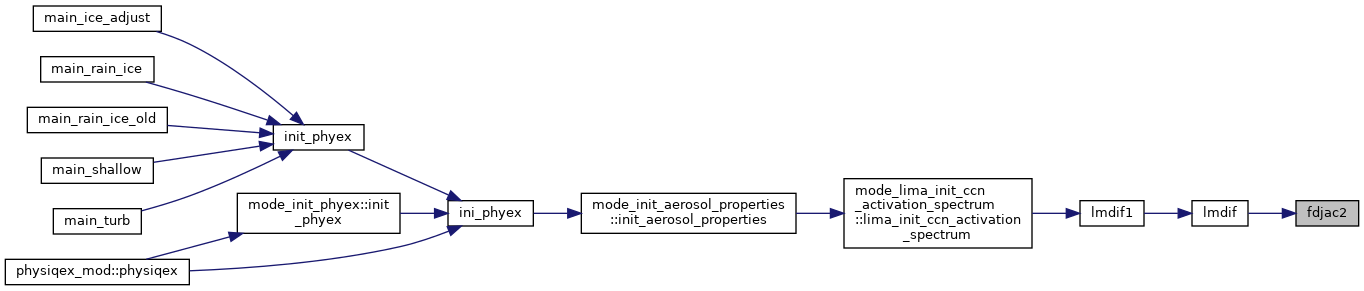 main_ice_adjust
main_rain_ice
main_rain_ice_old
main_shallow
main_turb
init_phyex
mode_init_phyex::init
_phyex
physiqex_mod::physiqex
ini_phyex
mode_init_aerosol_properties
::init_aerosol_properties
mode_lima_init_ccn
_activation_spectrum
::lima_init_ccn_activation
_spectrum
lmdif1
lmdif
fdjac2